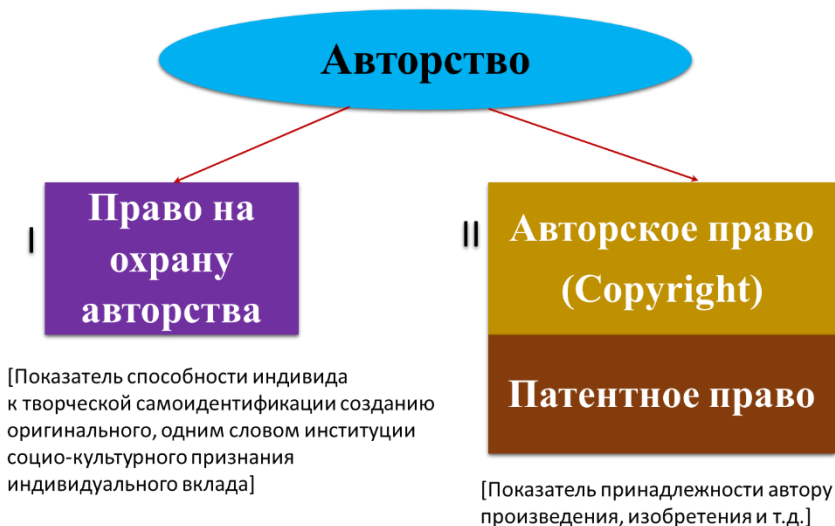 Авторство
I
Право на
охрану
авторства
[Показатель способности индивида
к творческой самоидентификации созданию
оригинального, одним словом институции
социо-культурного признания
индивидуального вклада]
II
Авторское право
(Copyright)
Патентное право
[Показатель принадлежности автору
произведения, изобретения и т.д.]